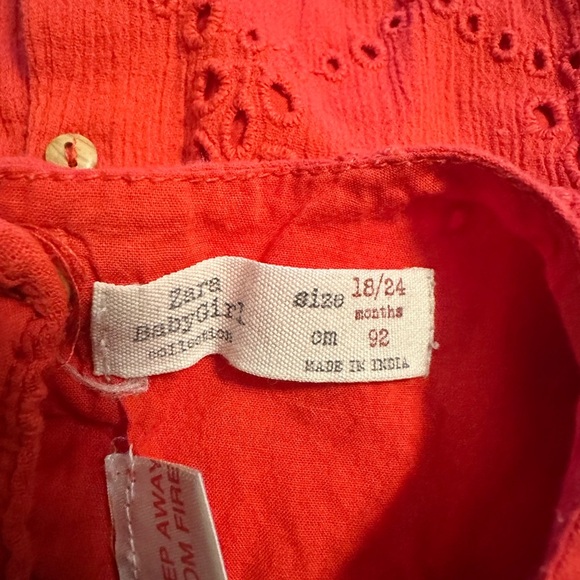 Zara
BabyGirl
collection
size 18/24
months
cm 92
MADE IN INDIA
EP AWAY
OM FIRE